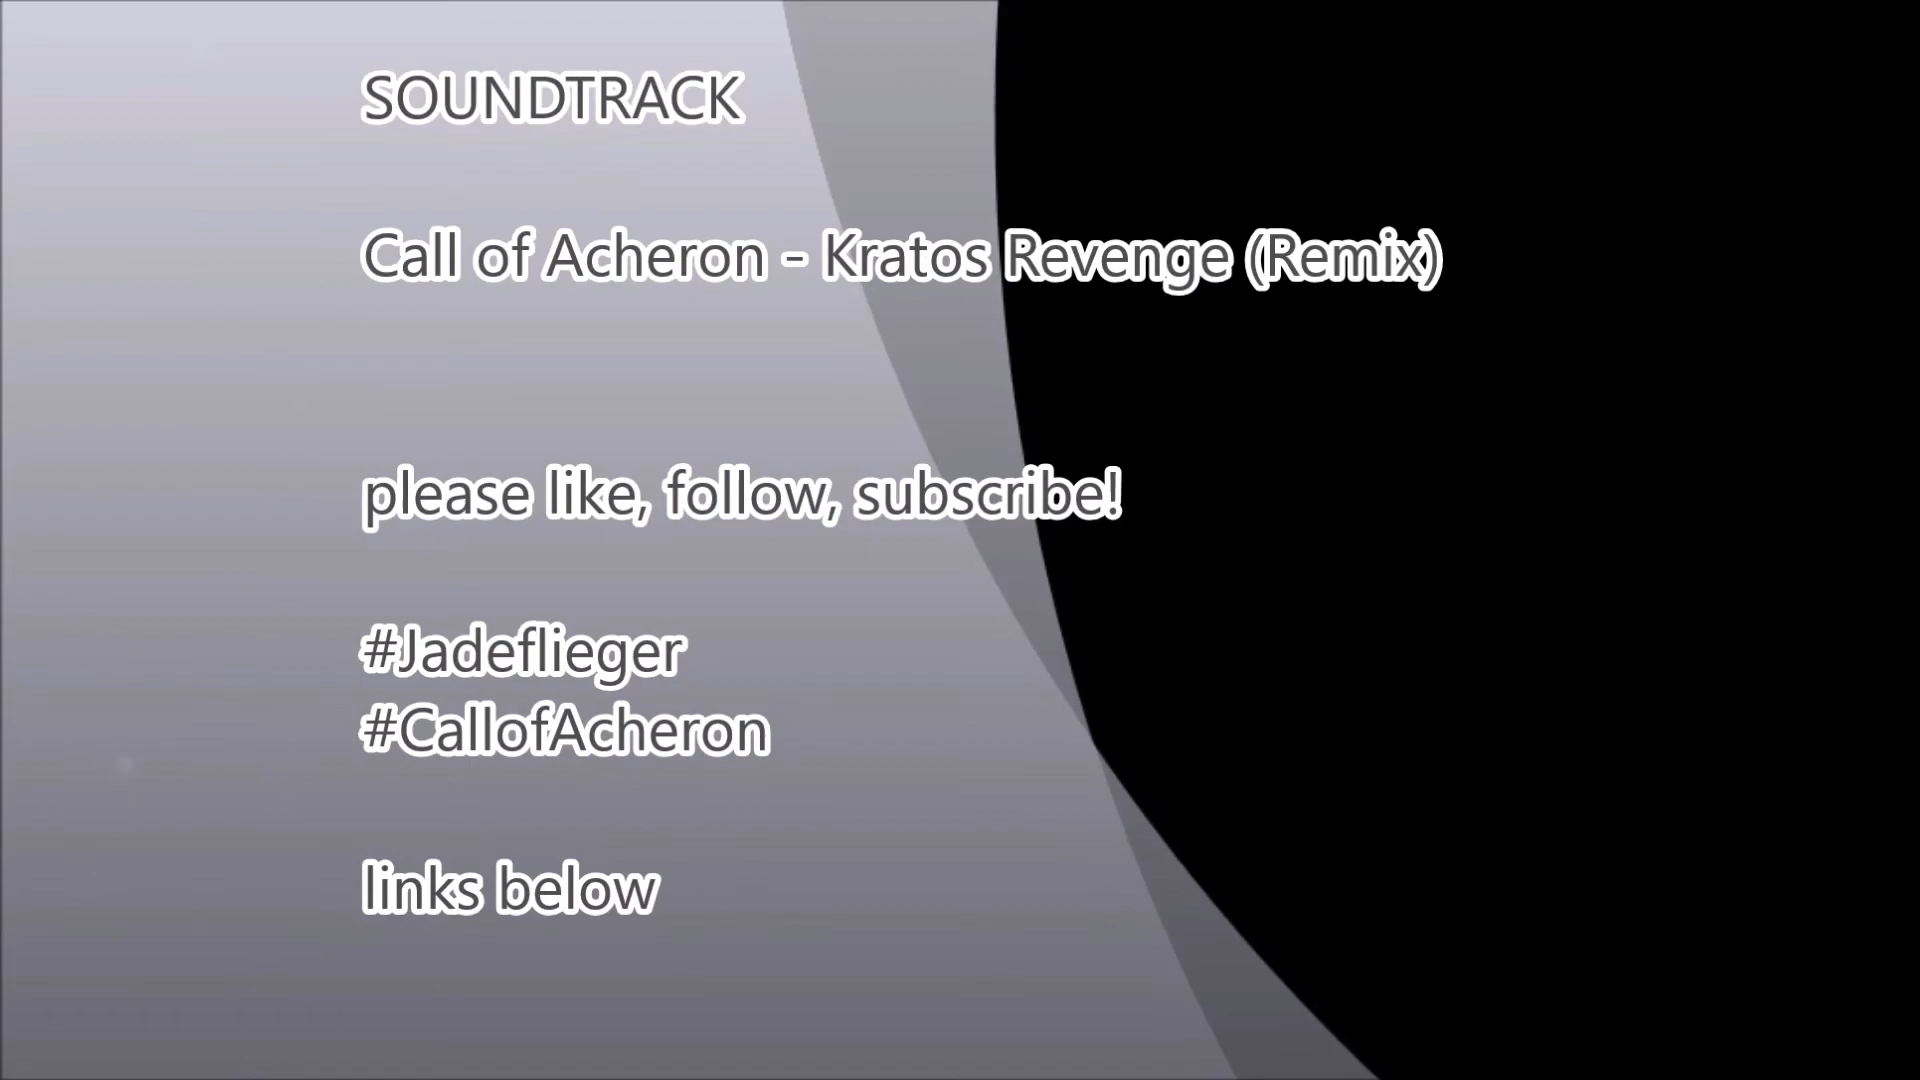 SOUNDTRACK
Call of Acheron - Kratos Revenge (Remix)
please like, follow, subscribe!
#Jadeflieger
#CallofAcheron
links below